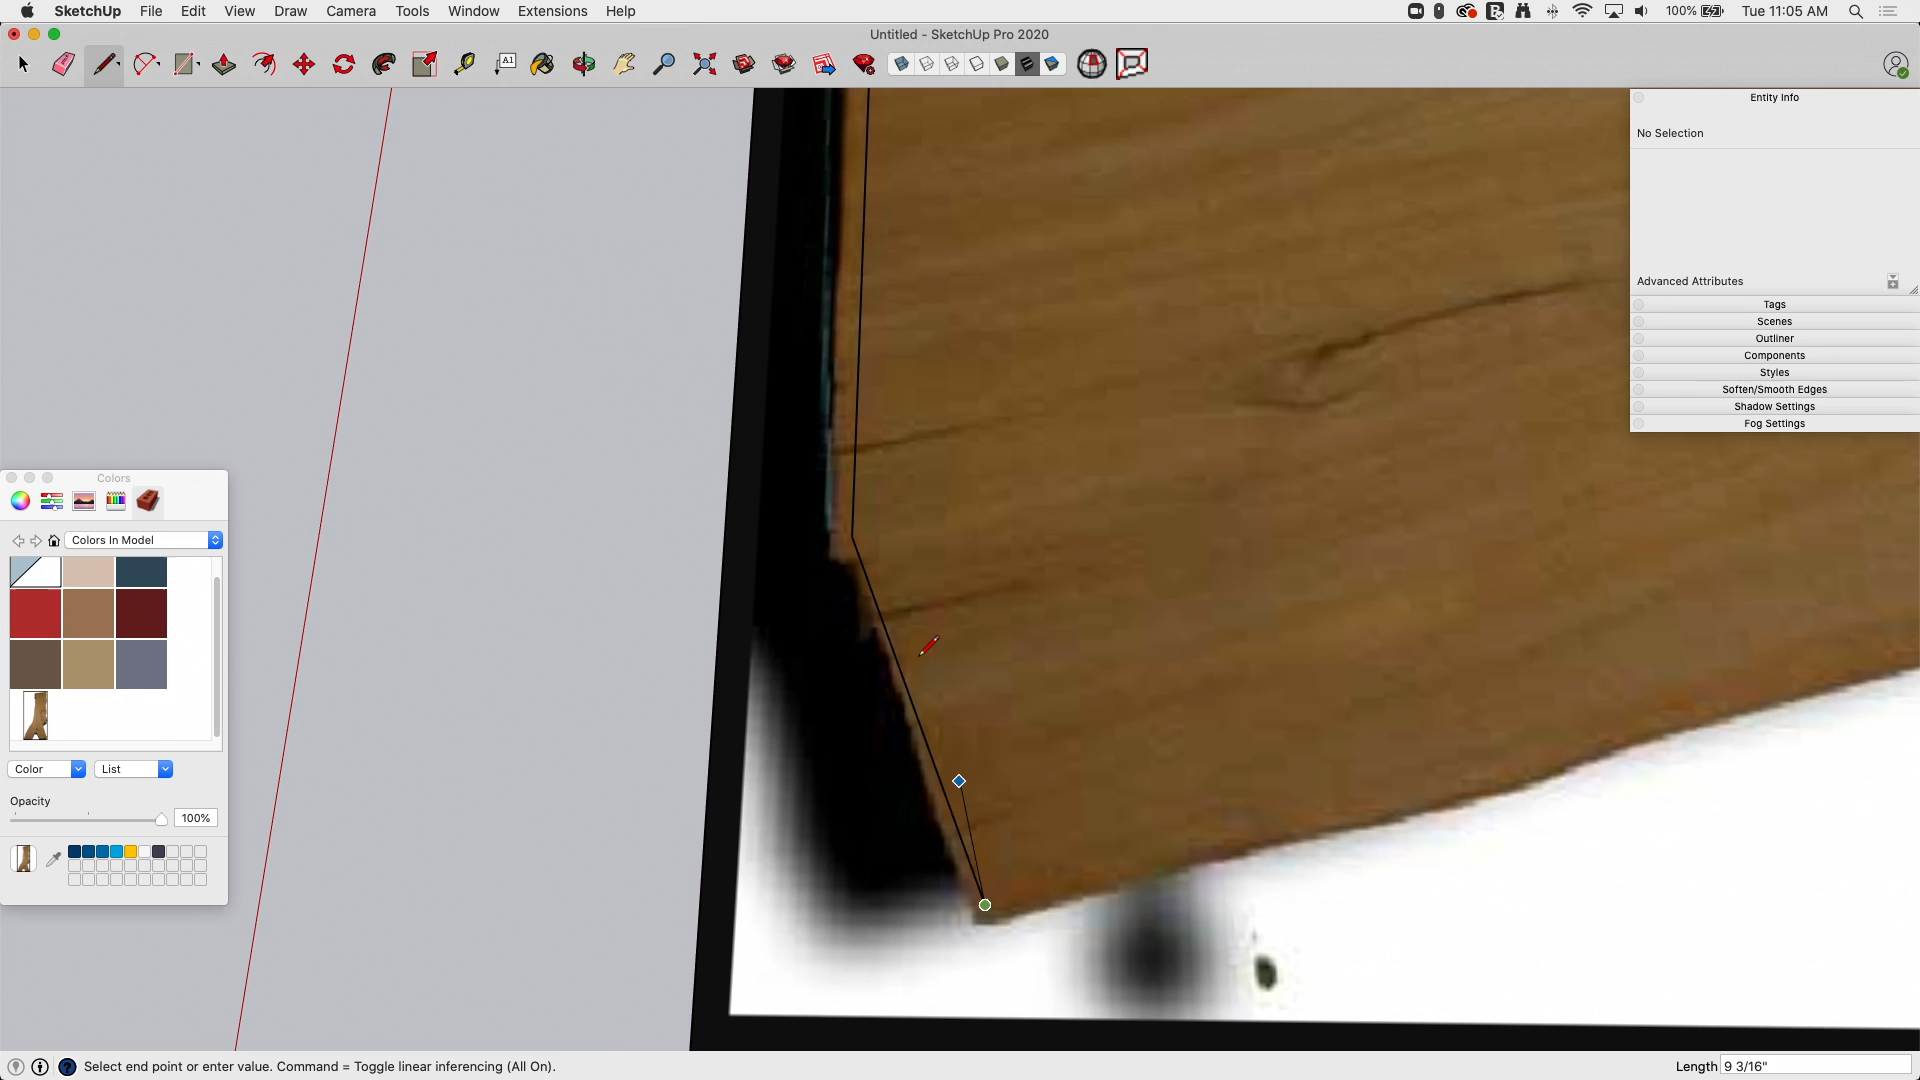 SketchUp File Edit View Draw Camera Tools Window Extensions Help 100% Tue 11:05 AM
Untitled - SketchUp Pro 2020
A1
Entity Info
No Selection
Advanced Attributes
Tags
Scenes
Outliner
Components
Styles
Soften/Smooth Edges
Shadow Settings
Fog Settings
Colors
Colors In Model
Color List
Opacity
100%
Select end point or enter value. Command = Toggle linear inferencing (All On).
Length 9 3/16"